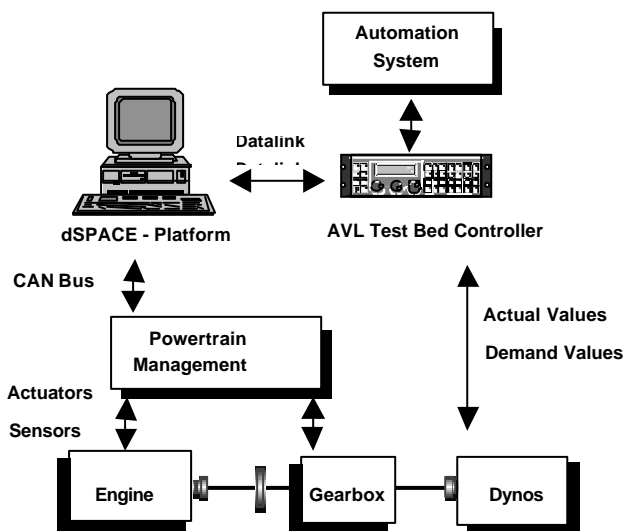 Automation
System
Datalink
Datalink
dSPACE - Platform
AVL Test Bed Controller
CAN Bus
Actual Values
Demand Values
Powertrain
Management
Actuators
Sensors
Engine
Gearbox
Dynos